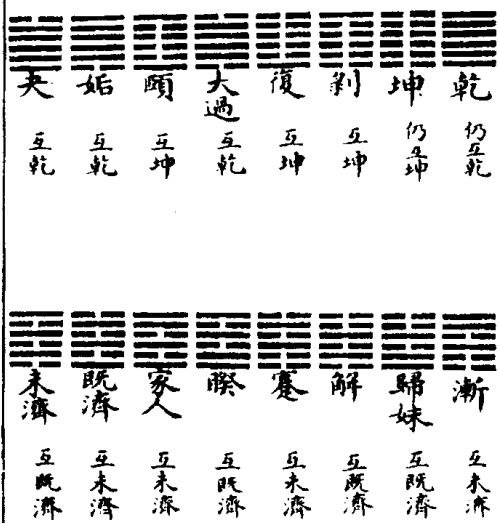 乾 仍互乾
坤 仍互坤
剝 互坤
復 互坤
大過 互乾
頤 互坤
姤 互乾
夬 互乾
漸 互未濟
歸妹 互既濟
解 互既濟
蹇 互未濟
睽 互既濟
家人 互未濟
既濟 互未濟
未濟 互既濟